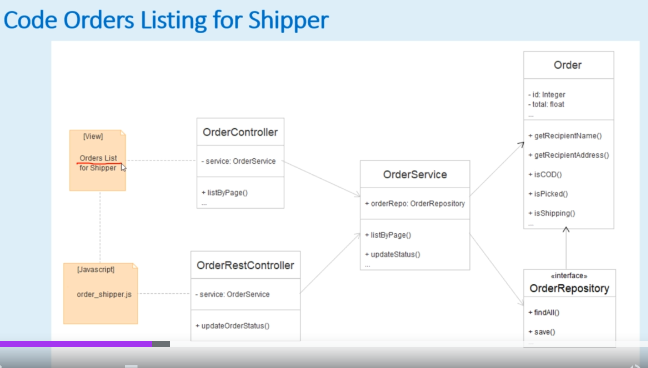 Code Orders Listing for Shipper
[View]
Orders List
for Shipper
[Javascript]
order_shipper.js
OrderController
- service: OrderService
+ listByPage()
...
OrderRestController
- service: OrderService
+ updateOrderStatus()
OrderService
+ orderRepo: OrderRepository
+ listByPage()
+ updateStatus()
...
Order
- id: Integer
- total: float
...
+ getRecipientName()
+ getRecipientAddress()
+ isCOD()
+ isPicked()
+ isShipping()
...
«interface»
OrderRepository
+ findAll()
+ save()